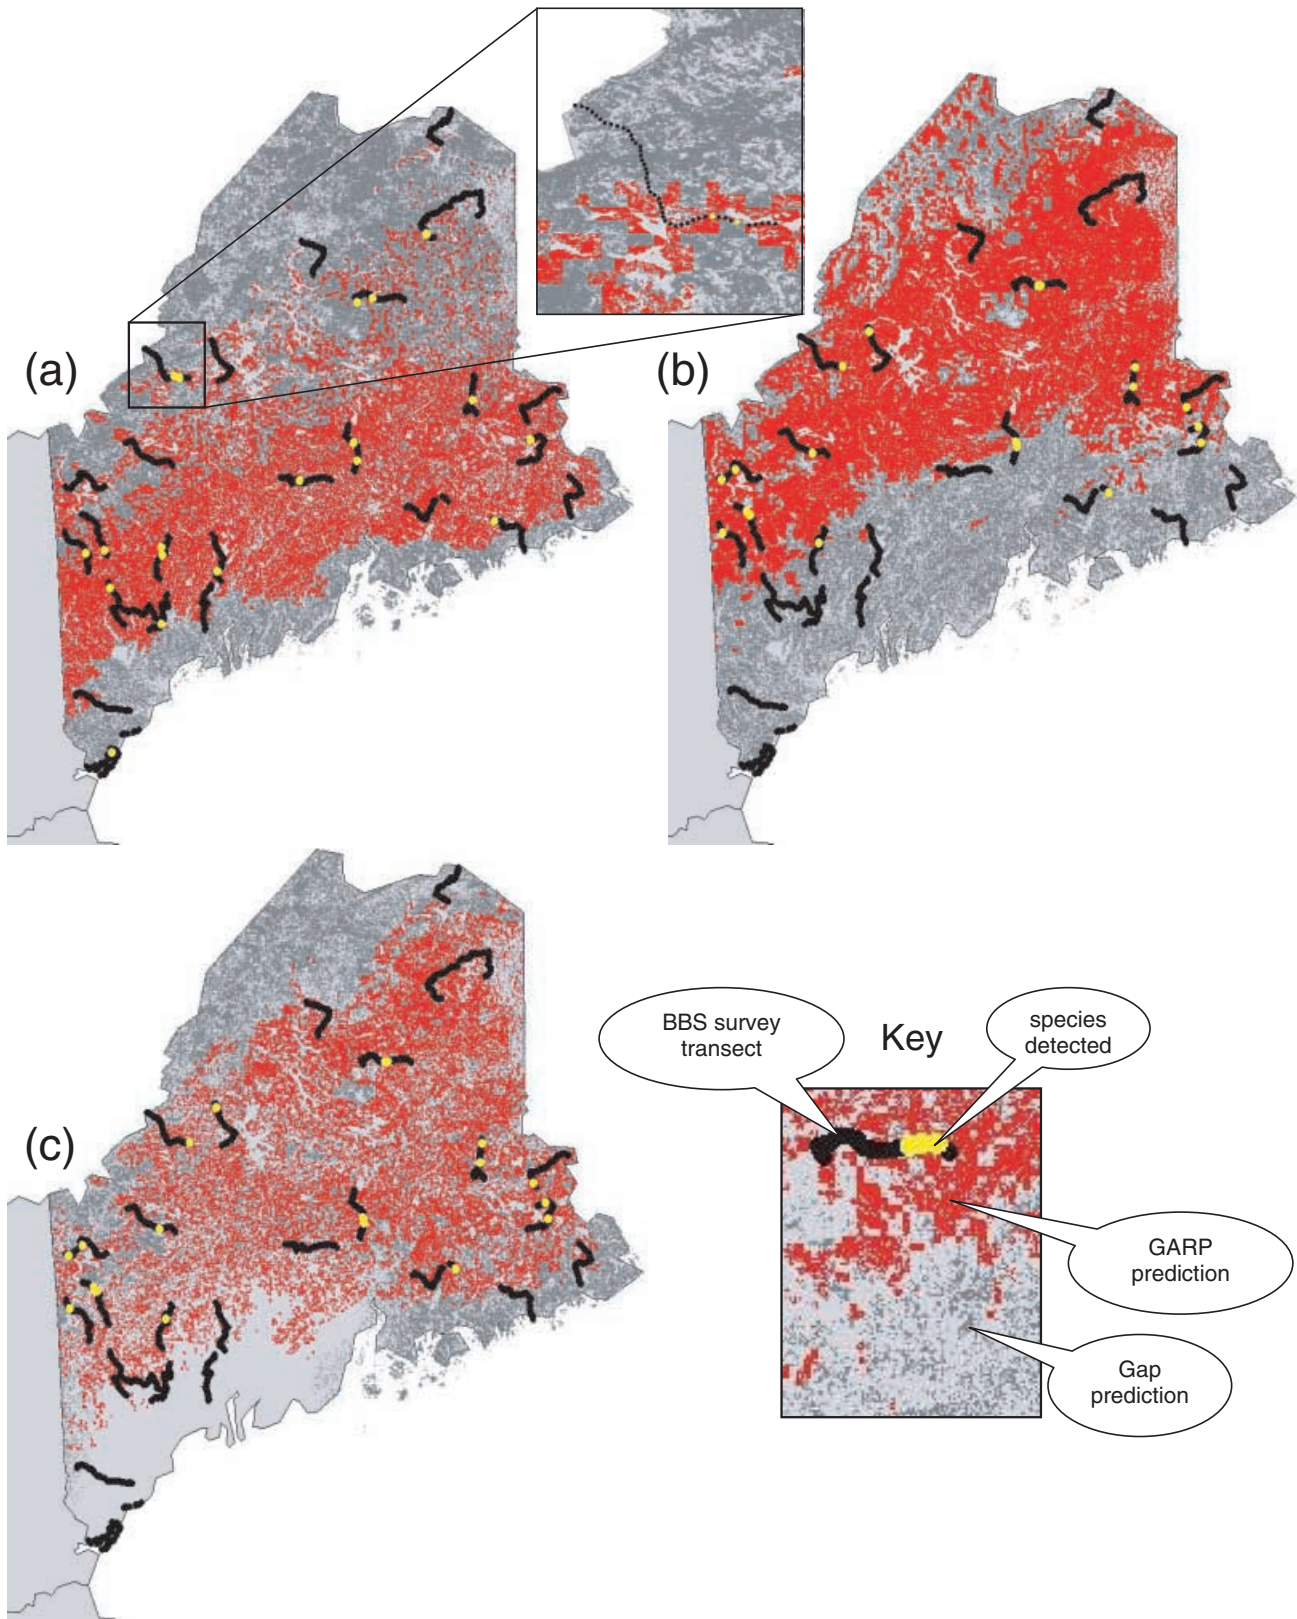 (a)
(b)
(c)
BBS survey
transect
Key
species
detected
GARP
prediction
Gap
prediction